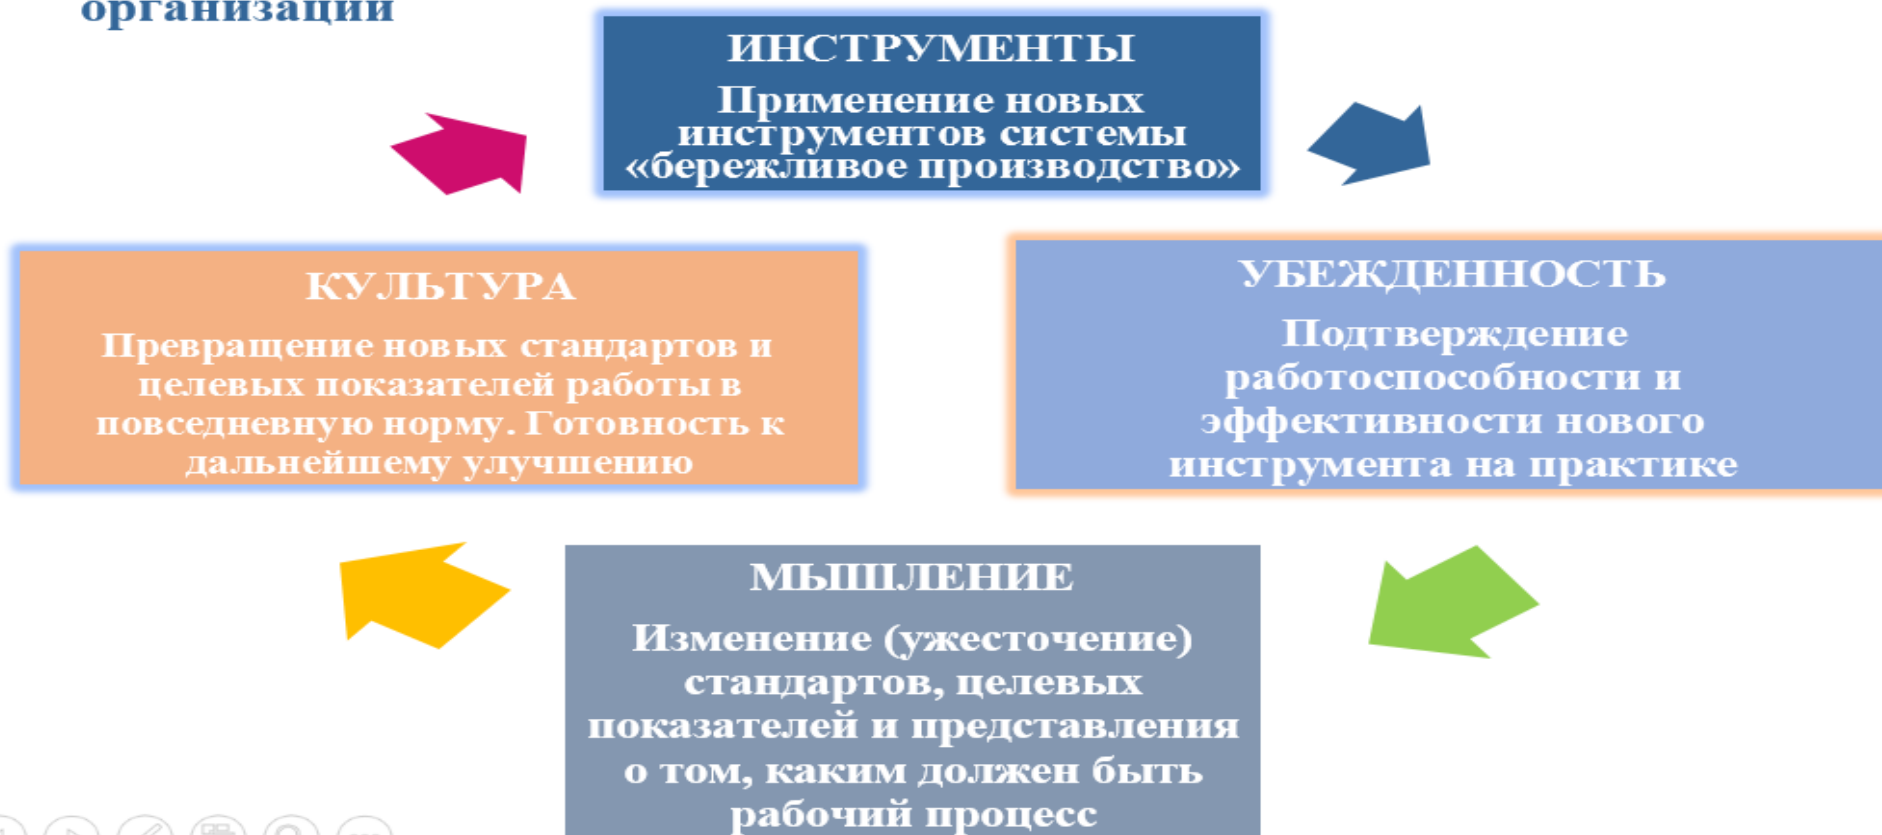 организации
ИНСТРУМЕНТЫ
Применение новых
инструментов системы
«бережливое производство»
КУЛЬТУРА
Превращение новых стандартов и
целевых показателей работы в
повседневную норму. Готовность к
дальнейшему улучшению
УБЕЖДЕННОСТЬ
Подтверждение
работоспособности и
эффективности нового
инструмента на практике
МЫШЛЕНИЕ
Изменение (ужесточение)
стандартов, целевых
показателей и представления
о том, каким должен быть
рабочий процесс